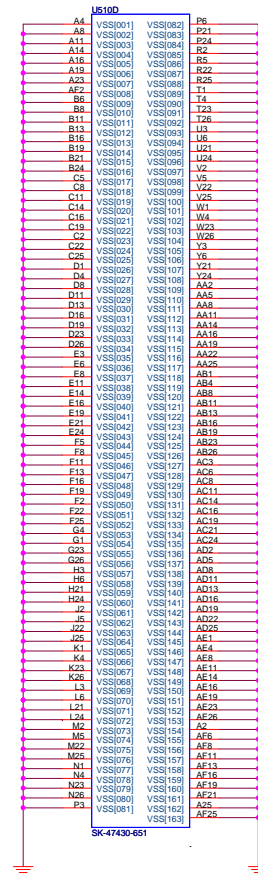 U510D
A4 VSS[001] VSS[082] P6
A8 VSS[002] VSS[083] P21
A11 VSS[003] VSS[084] P24
A14 VSS[004] VSS[085] R2
A16 VSS[005] VSS[086] R5
A19 VSS[006] VSS[087] R22
A23 VSS[007] VSS[088] R25
AF2 VSS[008] VSS[089] T1
B6 VSS[009] VSS[090] T4
B8 VSS[010] VSS[091] T23
B11 VSS[011] VSS[092] T26
B13 VSS[012] VSS[093] U3
B16 VSS[013] VSS[094] U6
B19 VSS[014] VSS[095] U21
B21 VSS[015] VSS[096] U24
B24 VSS[016] VSS[097] V2
C5 VSS[017] VSS[098] V5
C8 VSS[018] VSS[099] V22
C11 VSS[019] VSS[100] V25
C14 VSS[020] VSS[101] W1
C16 VSS[021] VSS[102] W4
C19 VSS[022] VSS[103] W23
C2 VSS[023] VSS[104] W26
C22 VSS[024] VSS[105] Y3
C25 VSS[025] VSS[106] Y6
D1 VSS[026] VSS[107] Y21
D4 VSS[027] VSS[108] Y24
D8 VSS[028] VSS[109] AA2
D11 VSS[029] VSS[110] AA5
D13 VSS[030] VSS[111] AA8
D16 VSS[031] VSS[112] AA11
D19 VSS[032] VSS[113] AA14
D23 VSS[033] VSS[114] AA16
D26 VSS[034] VSS[115] AA19
E3 VSS[035] VSS[116] AA22
E6 VSS[036] VSS[117] AA25
E8 VSS[037] VSS[118] AB1
E11 VSS[038] VSS[119] AB4
E14 VSS[039] VSS[120] AB8
E16 VSS[040] VSS[121] AB11
E19 VSS[041] VSS[122] AB13
E21 VSS[042] VSS[123] AB16
E24 VSS[043] VSS[124] AB19
F5 VSS[044] VSS[125] AB23
F8 VSS[045] VSS[126] AB26
F11 VSS[046] VSS[127] AC3
F13 VSS[047] VSS[128] AC6
F16 VSS[048] VSS[129] AC8
F19 VSS[049] VSS[130] AC11
F2 VSS[050] VSS[131] AC14
F22 VSS[051] VSS[132] AC16
F25 VSS[052] VSS[133] AC19
G4 VSS[053] VSS[134] AC21
G1 VSS[054] VSS[135] AC24
G23 VSS[055] VSS[136] AD2
G26 VSS[056] VSS[137] AD5
H3 VSS[057] VSS[138] AD8
H6 VSS[058] VSS[139] AD11
H21 VSS[059] VSS[140] AD13
H24 VSS[060] VSS[141] AD16
J2 VSS[061] VSS[142] AD19
J5 VSS[062] VSS[143] AD22
J22 VSS[063] VSS[144] AD25
J25 VSS[064] VSS[145] AE1
K1 VSS[065] VSS[146] AE4
K4 VSS[066] VSS[147] AE8
K23 VSS[067] VSS[148] AE11
K26 VSS[068] VSS[149] AE14
L3 VSS[069] VSS[150] AE16
L6 VSS[070] VSS[151] AE19
L21 VSS[071] VSS[152] AE23
L24 VSS[072] VSS[153] AE26
M2 VSS[073] VSS[154] A2
M5 VSS[074] VSS[155] AF6
M22 VSS[075] VSS[156] AF8
M25 VSS[076] VSS[157] AF11
N1 VSS[077] VSS[158] AF13
N4 VSS[078] VSS[159] AF16
N23 VSS[079] VSS[160] AF19
N26 VSS[080] VSS[161] AF21
P3 VSS[081] VSS[162] A25
VSS[163] AF25
SK-47430-651